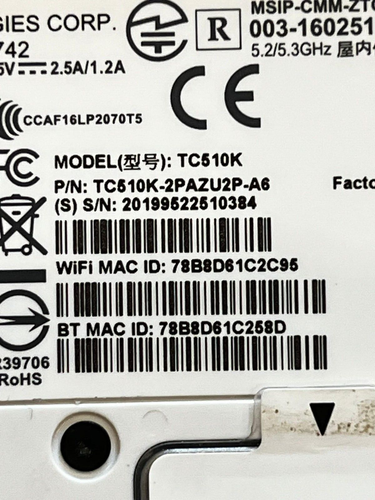 GIES CORP.
742
5V⎓2.5A/1.2A
R
MSIP-CMM-ZT
003-160251
5.2/5.3GHz 屋内
CE
CCAF16LP2070T5
FC
MODEL(型号): TC510K
P/N: TC510K-2PAZU2P-A6
(S) S/N: 20199522510384
Facto
WiFi MAC ID: 78B8D61C2C95
BT MAC ID: 78B8D61C258D
239706
RoHS